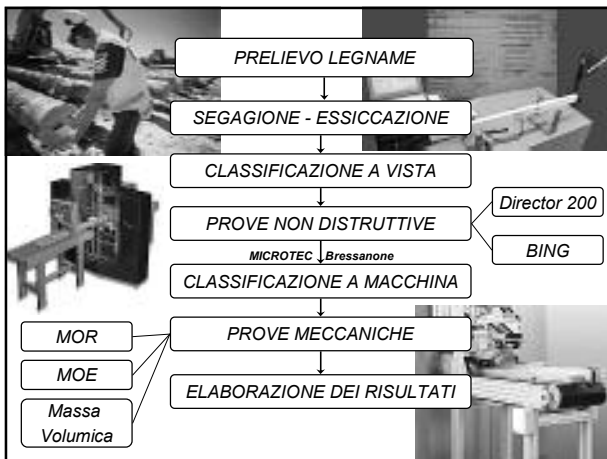 PRELIEVO LEGNAME
SEGAGIONE - ESSICCAZIONE
CLASSIFICAZIONE A VISTA
PROVE NON DISTRUTTIVE
Director 200
BING
MICROTEC Bressanone
CLASSIFICAZIONE A MACCHINA
PROVE MECCANICHE
MOR
MOE
Massa
Volumica
ELABORAZIONE DEI RISULTATI